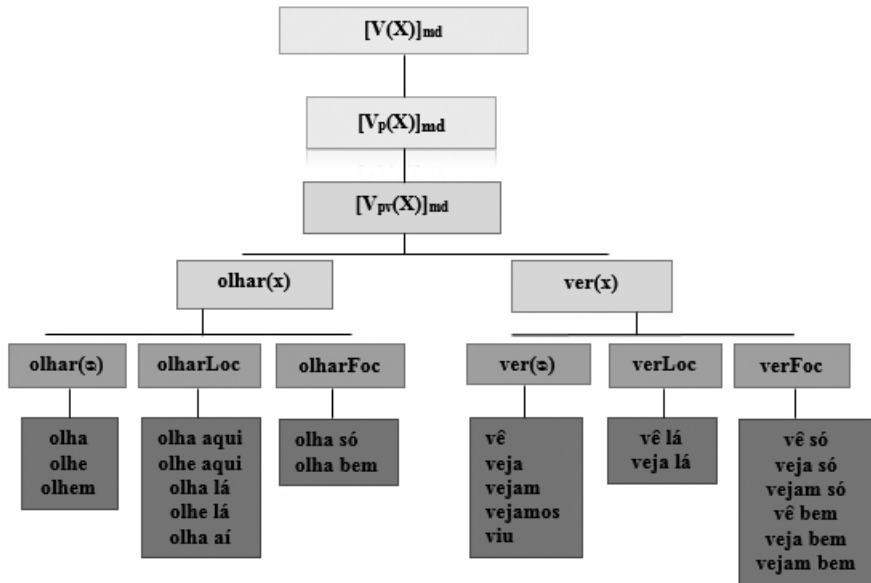 [V(X)]md
[Vp(X)]md
[Vpv(X)]md
olhar(x)
ver(x)
olhar(ᴓ)
olharLoc
olharFoc
ver(ᴓ)
verLoc
verFoc
olha
olhe
olhem
olha aqui
olhe aqui
olha lá
olhe lá
olha aí
olha só
olha bem
vê
veja
vejam
vejamos
viu
vê lá
veja lá
vê só
veja só
vejam só
vê bem
veja bem
vejam bem